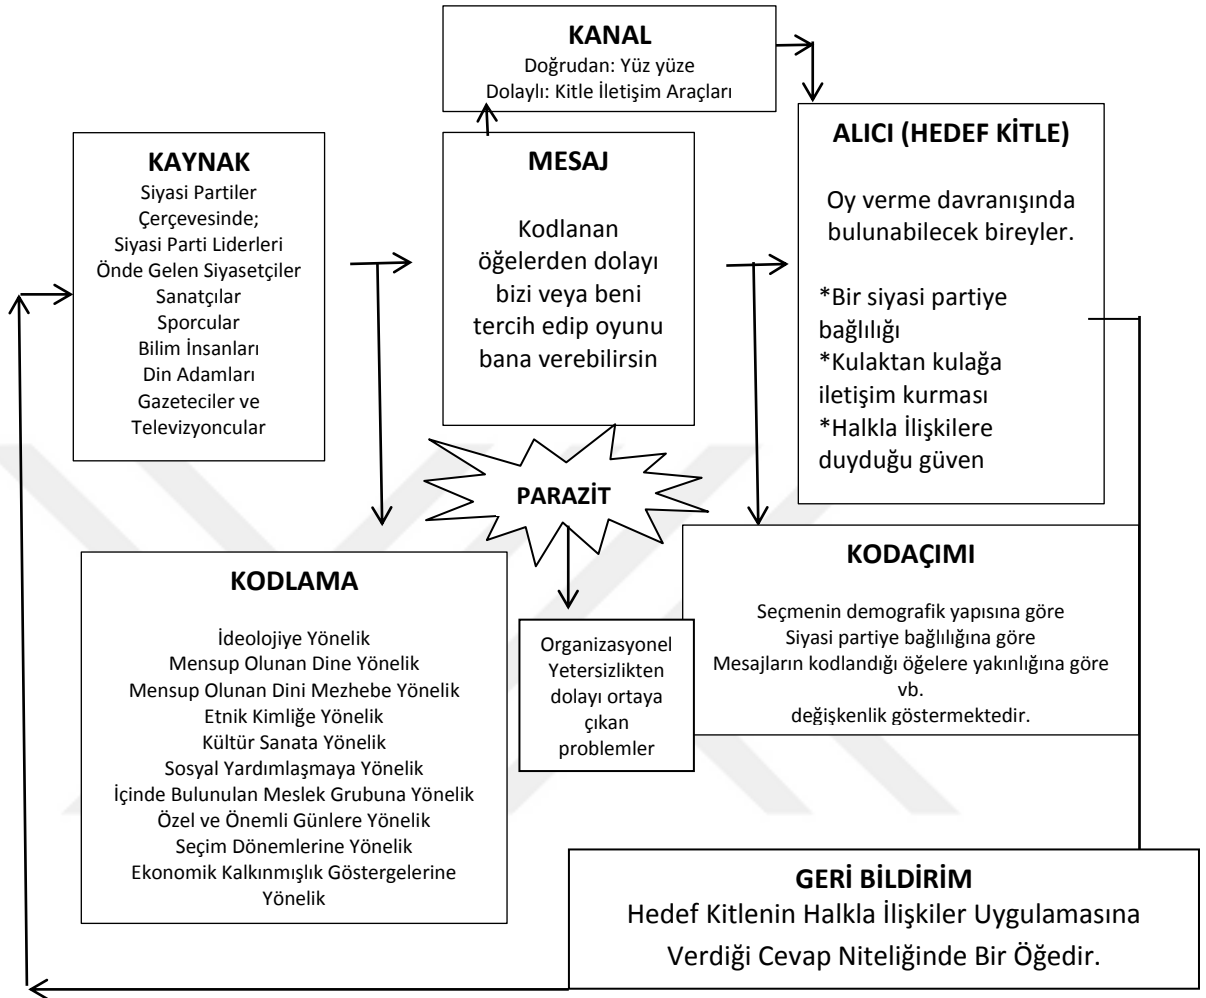 KANAL
Doğrudan: Yüz yüze
Dolaylı: Kitle İletişim Araçları
KAYNAK
Siyasi Partiler
Çerçevesinde;
Siyasi Parti Liderleri
Önde Gelen Siyasetçiler
Sanatçılar
Sporcular
Bilim İnsanları
Din Adamları
Gazeteciler ve
Televizyoncular
MESAJ
Kodlanan
öğelerden dolayı
bizi veya beni
tercih edip oyunu
bana verebilirsin
ALICI (HEDEF KİTLE)
Oy verme davranışında
bulunabilecek bireyler.
*Bir siyasi partiye
bağlılığı
*Kulaktan kulağa
iletişim kurması
*Halkla İlişkilere
duyduğu güven
PARAZİT
KODLAMA
İdeolojiye Yönelik
Mensup Olunan Dine Yönelik
Mensup Olunan Dini Mezhebe Yönelik
Etnik Kimliğe Yönelik
Kültür Sanata Yönelik
Sosyal Yardımlaşmaya Yönelik
İçinde Bulunulan Meslek Grubuna Yönelik
Özel ve Önemli Günlere Yönelik
Seçim Dönemlerine Yönelik
Ekonomik Kalkınmışlık Göstergelerine
Yönelik
Organizasyonel
Yetersizlikten
dolayı ortaya
çıkan
problemler
KODAÇIMI
Seçmenin demografik yapısına göre
Siyasi partiye bağlılığına göre
Mesajların kodlandığı öğelere yakınlığına göre
vb.
değişkenlik göstermektedir.
GERİ BİLDİRİM
Hedef Kitlenin Halkla İlişkiler Uygulamasına
Verdiği Cevap Niteliğinde Bir Öğedir.